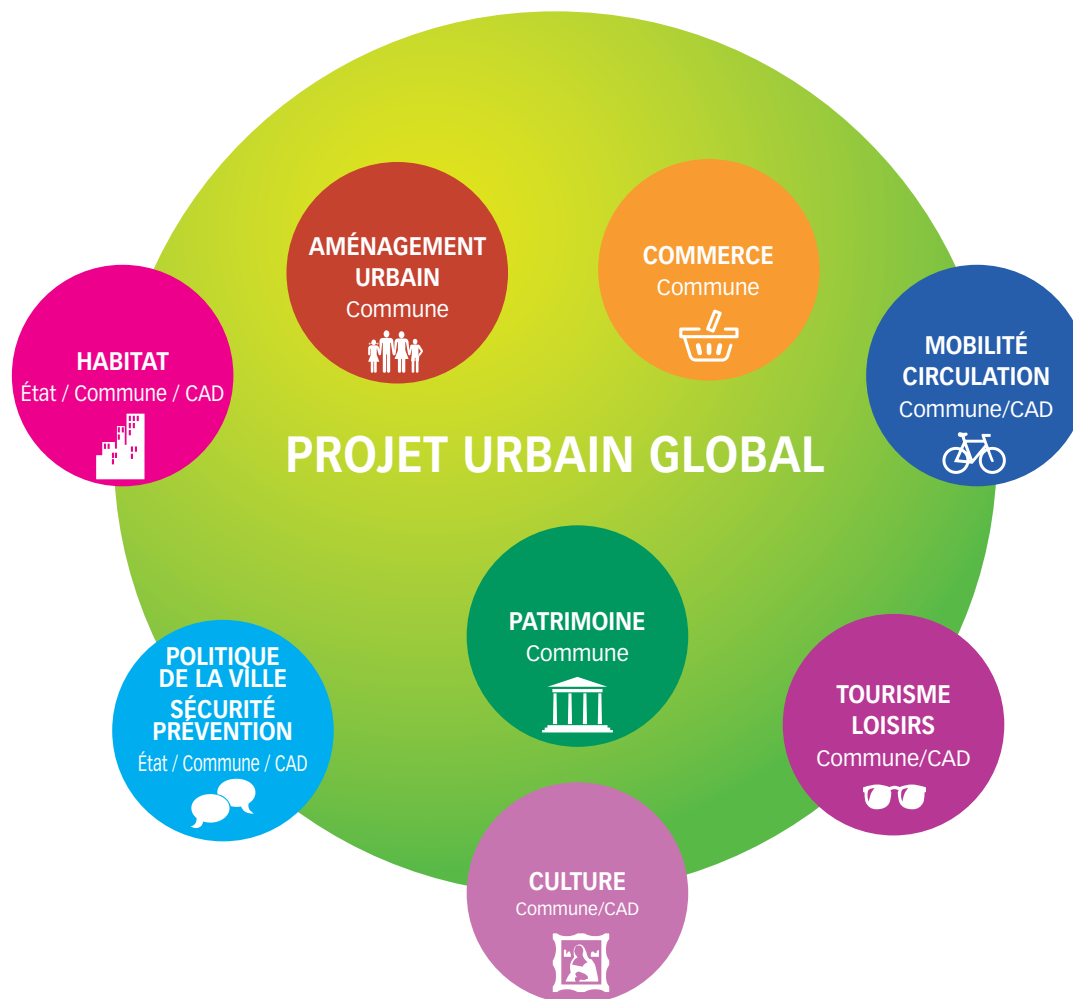 AMÉNAGEMENT
URBAIN
Commune
COMMERCE
Commune
HABITAT
État / Commune / CAD
MOBILITÉ
CIRCULATION
Commune/CAD
PROJET URBAIN GLOBAL
PATRIMOINE
Commune
POLITIQUE
DE LA VILLE
SÉCURITÉ
PRÉVENTION
État / Commune / CAD
TOURISME
LOISIRS
Commune/CAD
CULTURE
Commune/CAD